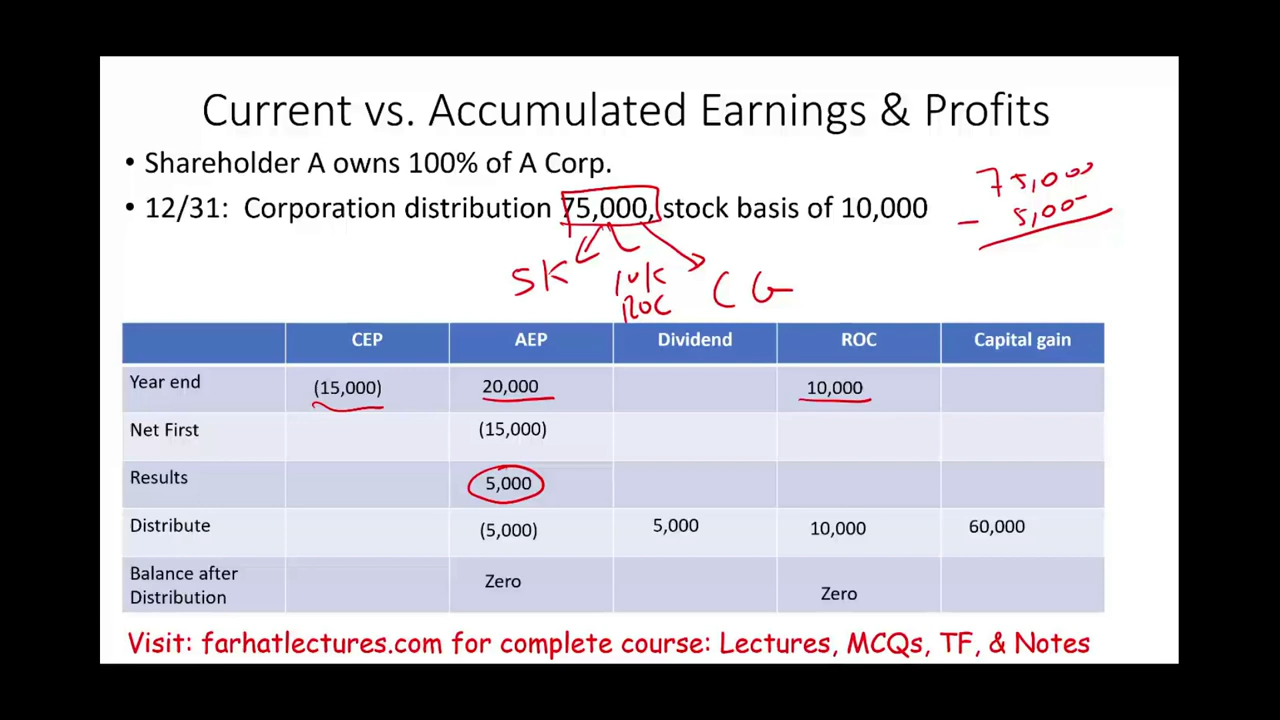 Current vs. Accumulated Earnings & Profits
• Shareholder A owns 100% of A Corp.
• 12/31: Corporation distribution 75,000, stock basis of 10,000
75,000
- 5,00
5K 10K CG
ROC
CEP AEP Dividend ROC Capital gain
Year end (15,000) 20,000 10,000
Net First (15,000)
Results 5,000
Distribute (5,000) 5,000 10,000 60,000
Balance after Distribution Zero Zero
Visit: farhatlectures.com for complete course: Lectures, MCQs, TF, & Notes